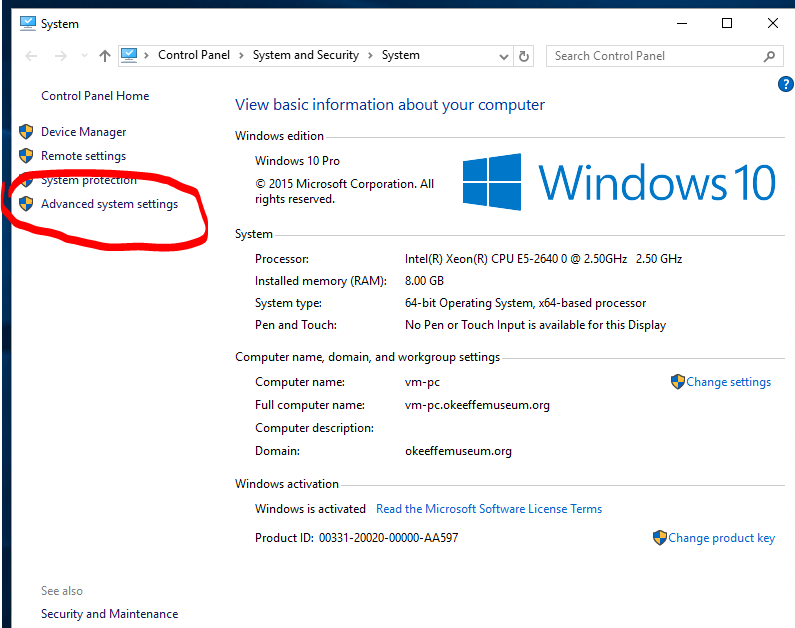 System
Control Panel > System and Security > System
Search Control Panel
?
Control Panel Home
Device Manager
Remote settings
System protection
Advanced system settings
View basic information about your computer
Windows edition
Windows 10 Pro
© 2015 Microsoft Corporation. All
rights reserved.
Windows 10
System
Processor: Intel(R) Xeon(R) CPU E5-2640 0 @ 2.50GHz 2.50 GHz
Installed memory (RAM): 8.00 GB
System type: 64-bit Operating System, x64-based processor
Pen and Touch: No Pen or Touch Input is available for this Display
Computer name, domain, and workgroup settings
Computer name: vm-pc Change settings
Full computer name: vm-pc.okeeffemuseum.org
Computer description:
Domain: okeeffemuseum.org
Windows activation
Windows is activated Read the Microsoft Software License Terms
Product ID: 00331-20020-00000-AA597 Change product key
See also
Security and Maintenance